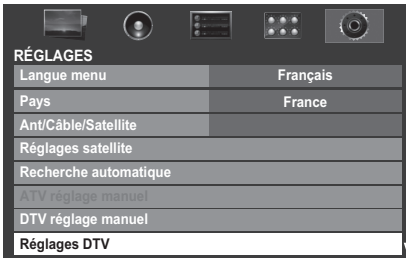 RÉGLAGES
Langue menu Français
Pays France
Ant/Câble/Satellite
Réglages satellite
Recherche automatique
ATV réglage manuel
DTV réglage manuel
Réglages DTV